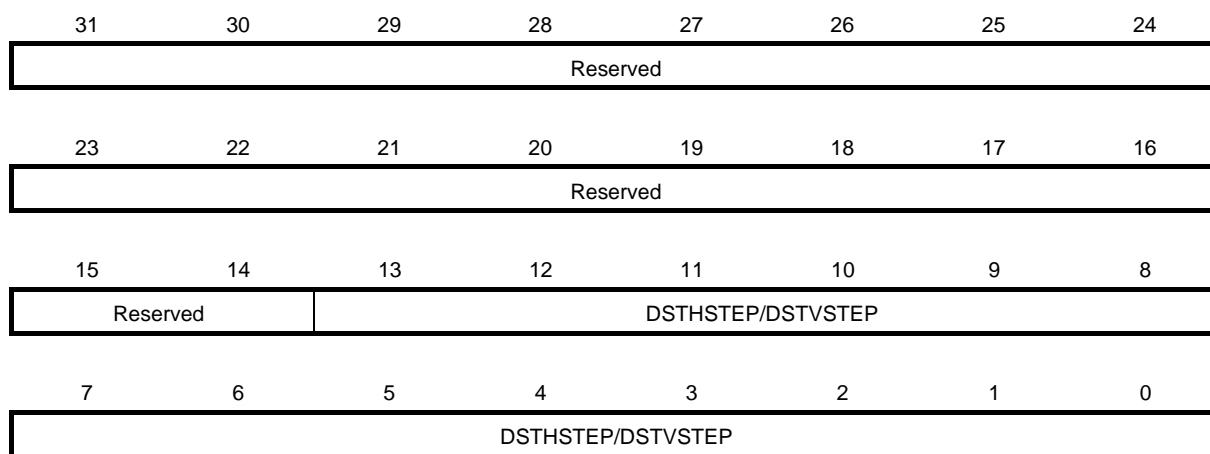 31 30 29 28 27 26 25 24
Reserved
23 22 21 20 19 18 17 16
Reserved
15 14 13 12 11 10 9 8
Reserved DSTHSTEP/DSTVSTEP
7 6 5 4 3 2 1 0
DSTHSTEP/DSTVSTEP